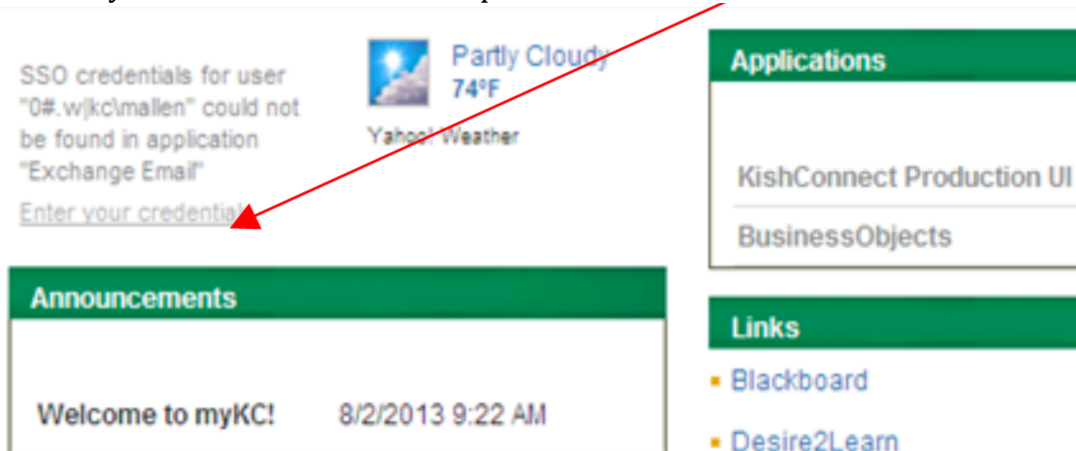 SSO credentials for user
"0#.w|kc\mallen" could not
be found in application
"Exchange Email"
Enter your
Partly Cloudy
74°F
Yahoo! Weather
Announcements
Welcome to myKC! 8/2/2013 9:22 AM
Applications
KishConnect Production UI
BusinessObjects
Links
Blackboard
Desire2Learn